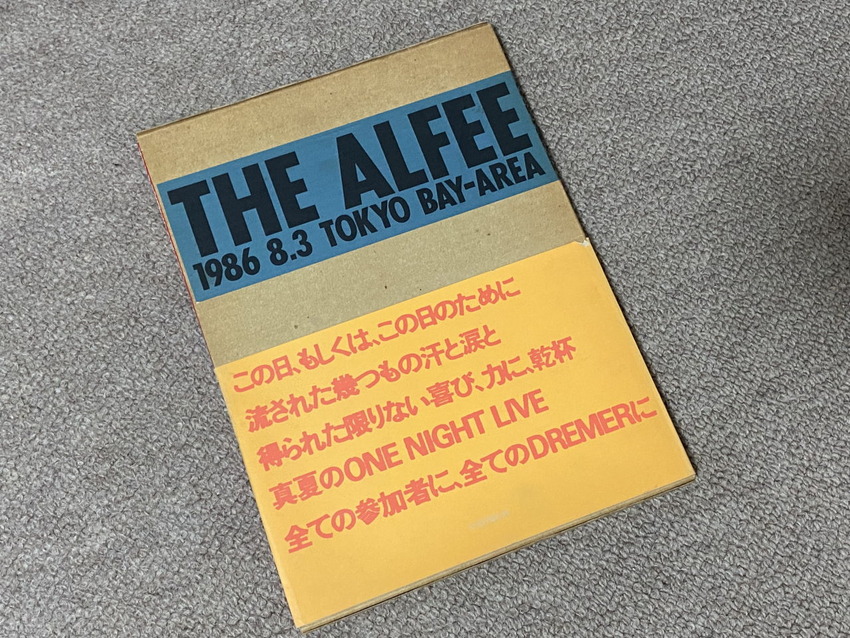 THE ALFEE
1986 8.3 TOKYO BAY-AREA
この日、もしくは、この日のために
流された幾つもの汗と涙と
得られた限りない喜び、力に、乾杯
真夏のONE NIGHT LIVE
全ての参加者に、全てのDREMERに